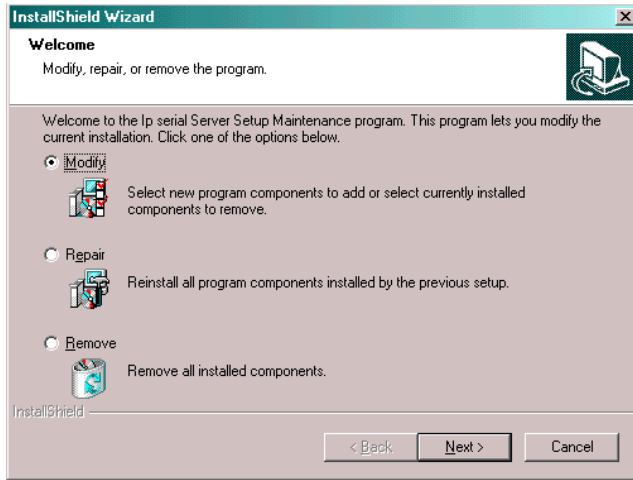 InstallShield Wizard
Welcome
Modify, repair, or remove the program.
Welcome to the Ip serial Server Setup Maintenance program. This program lets you modify the
current installation. Click one of the options below.
Modify
Select new program components to add or select currently installed
components to remove.
Repair
Reinstall all program components installed by the previous setup.
Remove
Remove all installed components.
InstallShield
< Back Next > Cancel